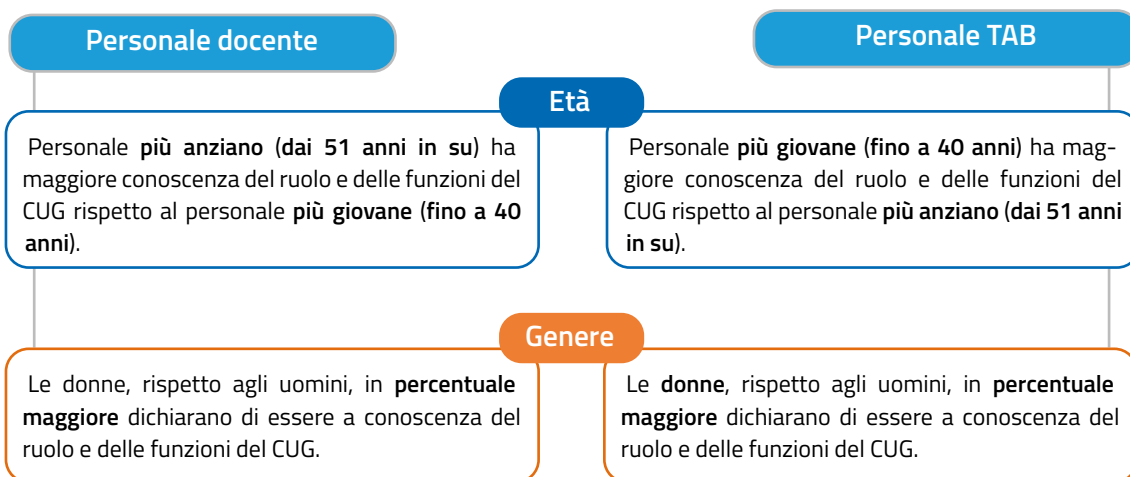 Personale docente
Personale TAB
Età
Personale più anziano (dai 51 anni in su) ha
maggiore conoscenza del ruolo e delle funzioni del
CUG rispetto al personale più giovane (fino a 40
anni).
Personale più giovane (fino a 40 anni) ha mag-
giore conoscenza del ruolo e delle funzioni del
CUG rispetto al personale più anziano (dai 51 anni
in su).
Genere
Le donne, rispetto agli uomini, in percentuale
maggiore dichiarano di essere a conoscenza del
ruolo e delle funzioni del CUG.
Le donne, rispetto agli uomini, in percentuale
maggiore dichiarano di essere a conoscenza del
ruolo e delle funzioni del CUG.